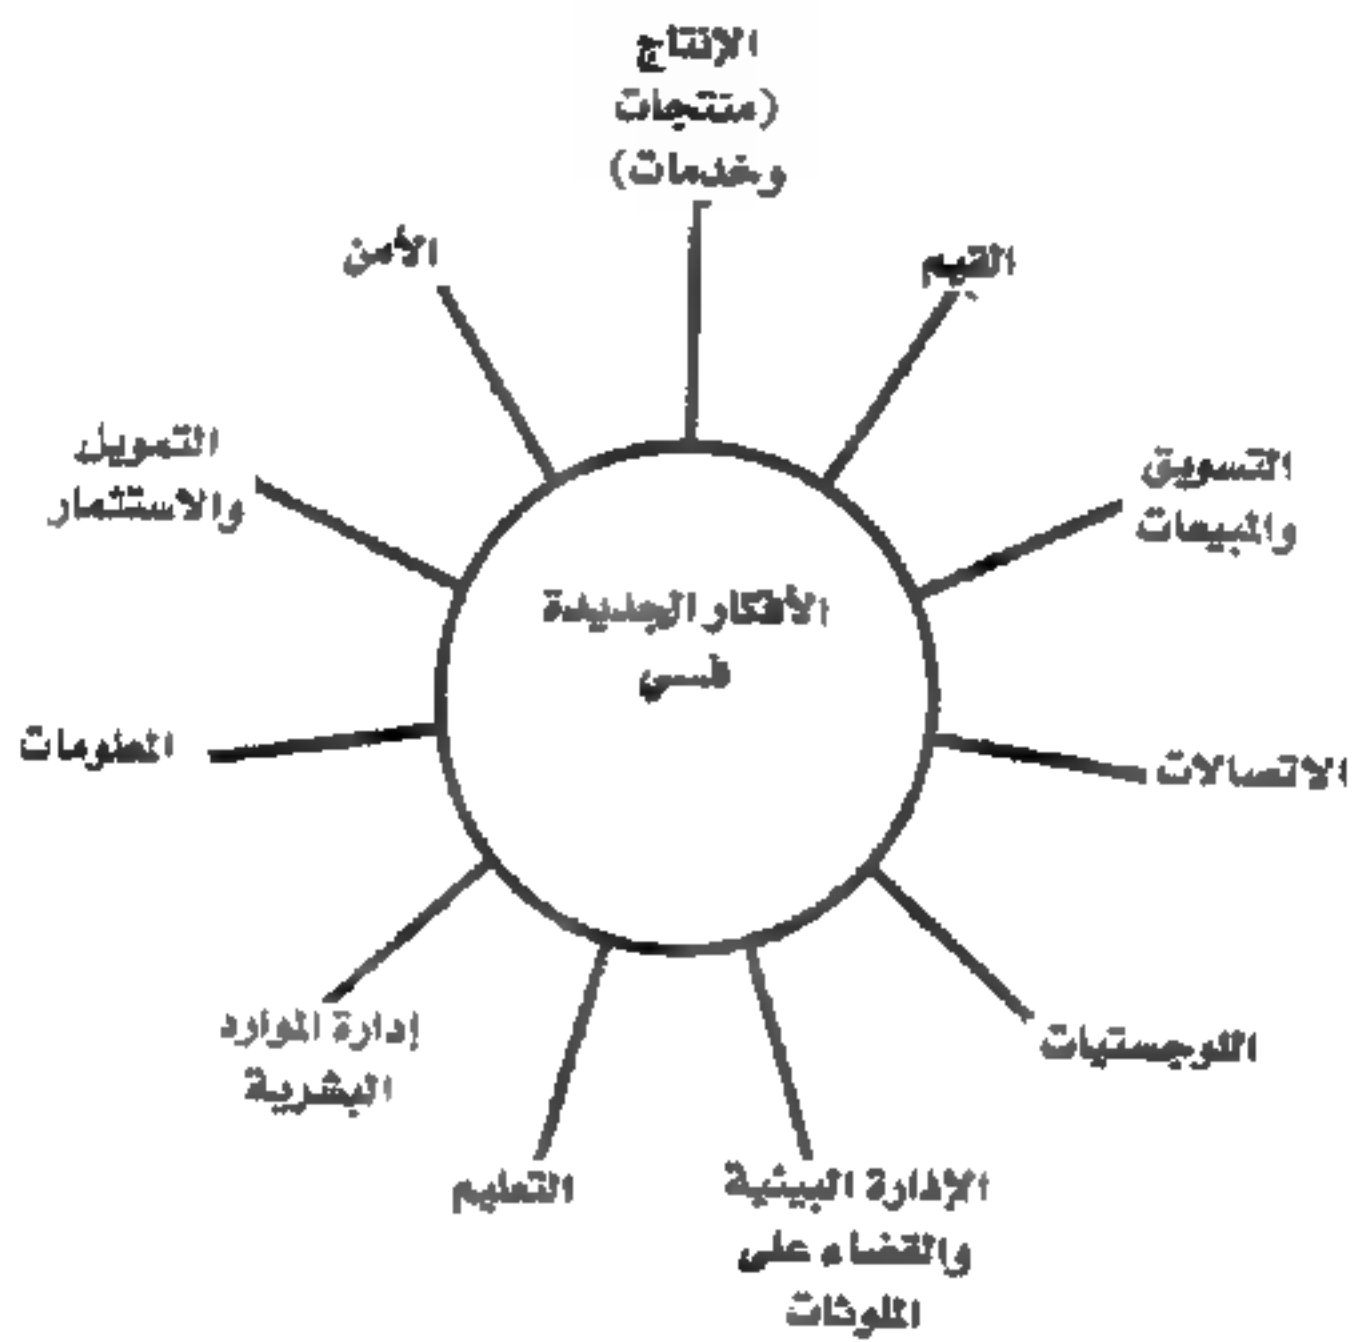 الإنتاج
(منتجات
وخدمات)
القيم
التسويق
والمبيعات
الاتصالات
اللوجستيات
الإدارة البيئية
والقضاء على
الملوثات
التعليم
إدارة الموارد
البشرية
المعلومات
التمويل
والاستثمار
الأمن
الأفكار الجديدة
فى